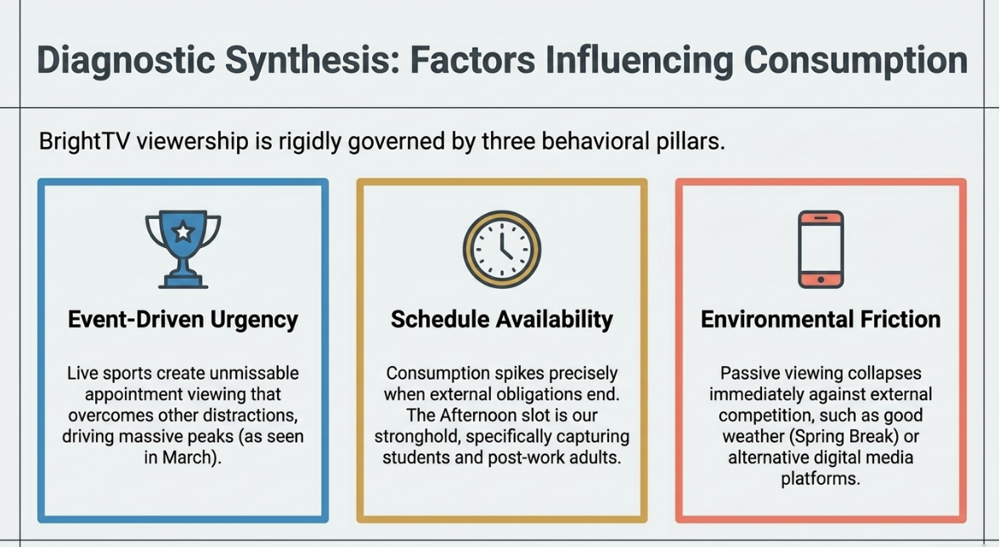 Diagnostic Synthesis: Factors Influencing Consumption
BrightTV viewership is rigidly governed by three behavioral pillars.
Event-Driven Urgency
Live sports create unmissable
appointment viewing that
overcomes other distractions,
driving massive peaks (as seen
in March).
Schedule Availability
Consumption spikes precisely
when external obligations end.
The Afternoon slot is our
stronghold, specifically capturing
students and post-work adults.
Environmental Friction
Passive viewing collapses
immediately against external
competition, such as good
weather (Spring Break) or
alternative digital media
platforms.